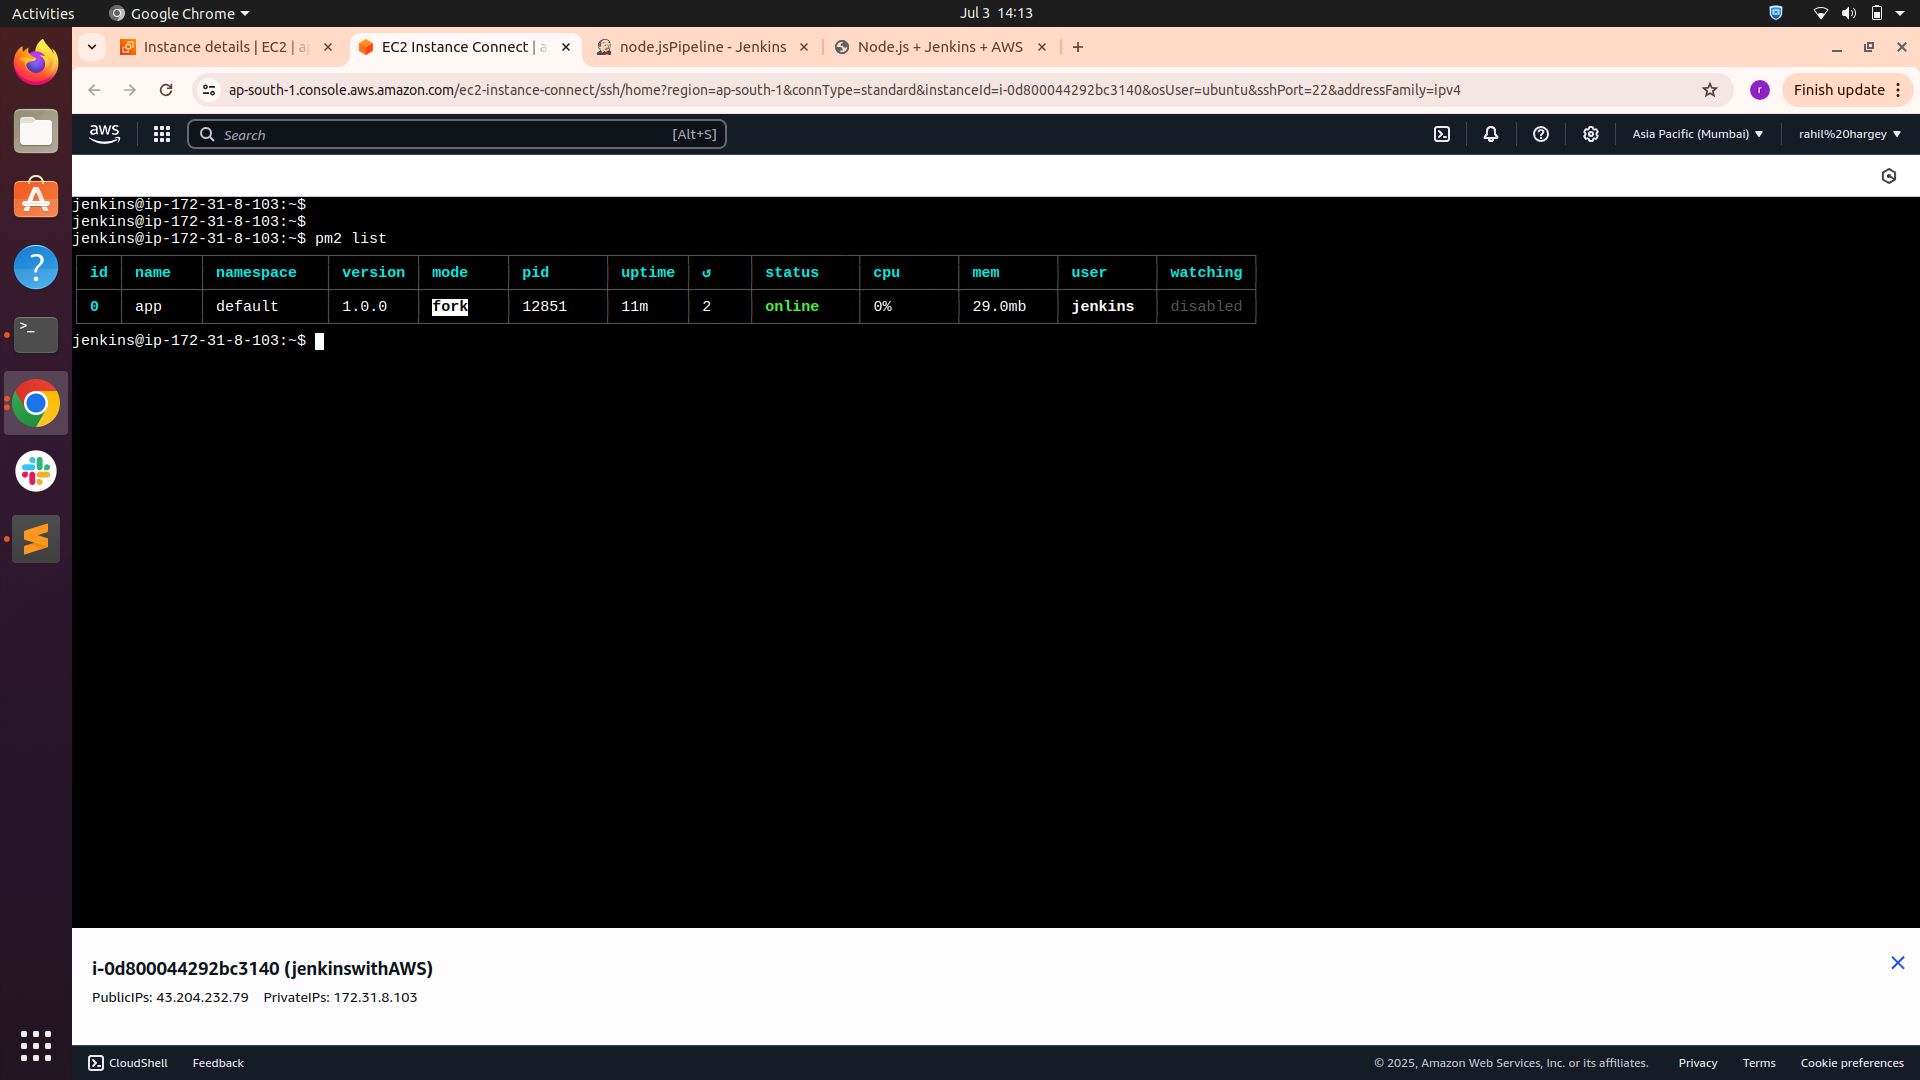 Activities Google Chrome Jul 3 14:13
Instance details | EC2 | a EC2 Instance Connect | a node.jsPipeline - Jenkins Node.js + Jenkins + AWS
ap-south-1.console.aws.amazon.com/ec2-instance-connect/ssh/home?region=ap-south-1&connType=standard&instanceId=i-0d800044292bc3140&osUser=ubuntu&sshPort=22&addressFamily=ipv4 r Finish update
aws Search [Alt+S] Asia Pacific (Mumbai) rahil%20hargey
jenkins@ip-172-31-8-103:~$
jenkins@ip-172-31-8-103:~$
jenkins@ip-172-31-8-103:~$ pm2 list
id name namespace version mode pid uptime ↺ status cpu mem user watching
0 app default 1.0.0 fork 12851 11m 2 online 0% 29.0mb jenkins disabled
jenkins@ip-172-31-8-103:~$
i-0d800044292bc3140 (jenkinswithAWS)
PublicIPs: 43.204.232.79 PrivateIPs: 172.31.8.103
CloudShell Feedback © 2025, Amazon Web Services, Inc. or its affiliates. Privacy Terms Cookie preferences